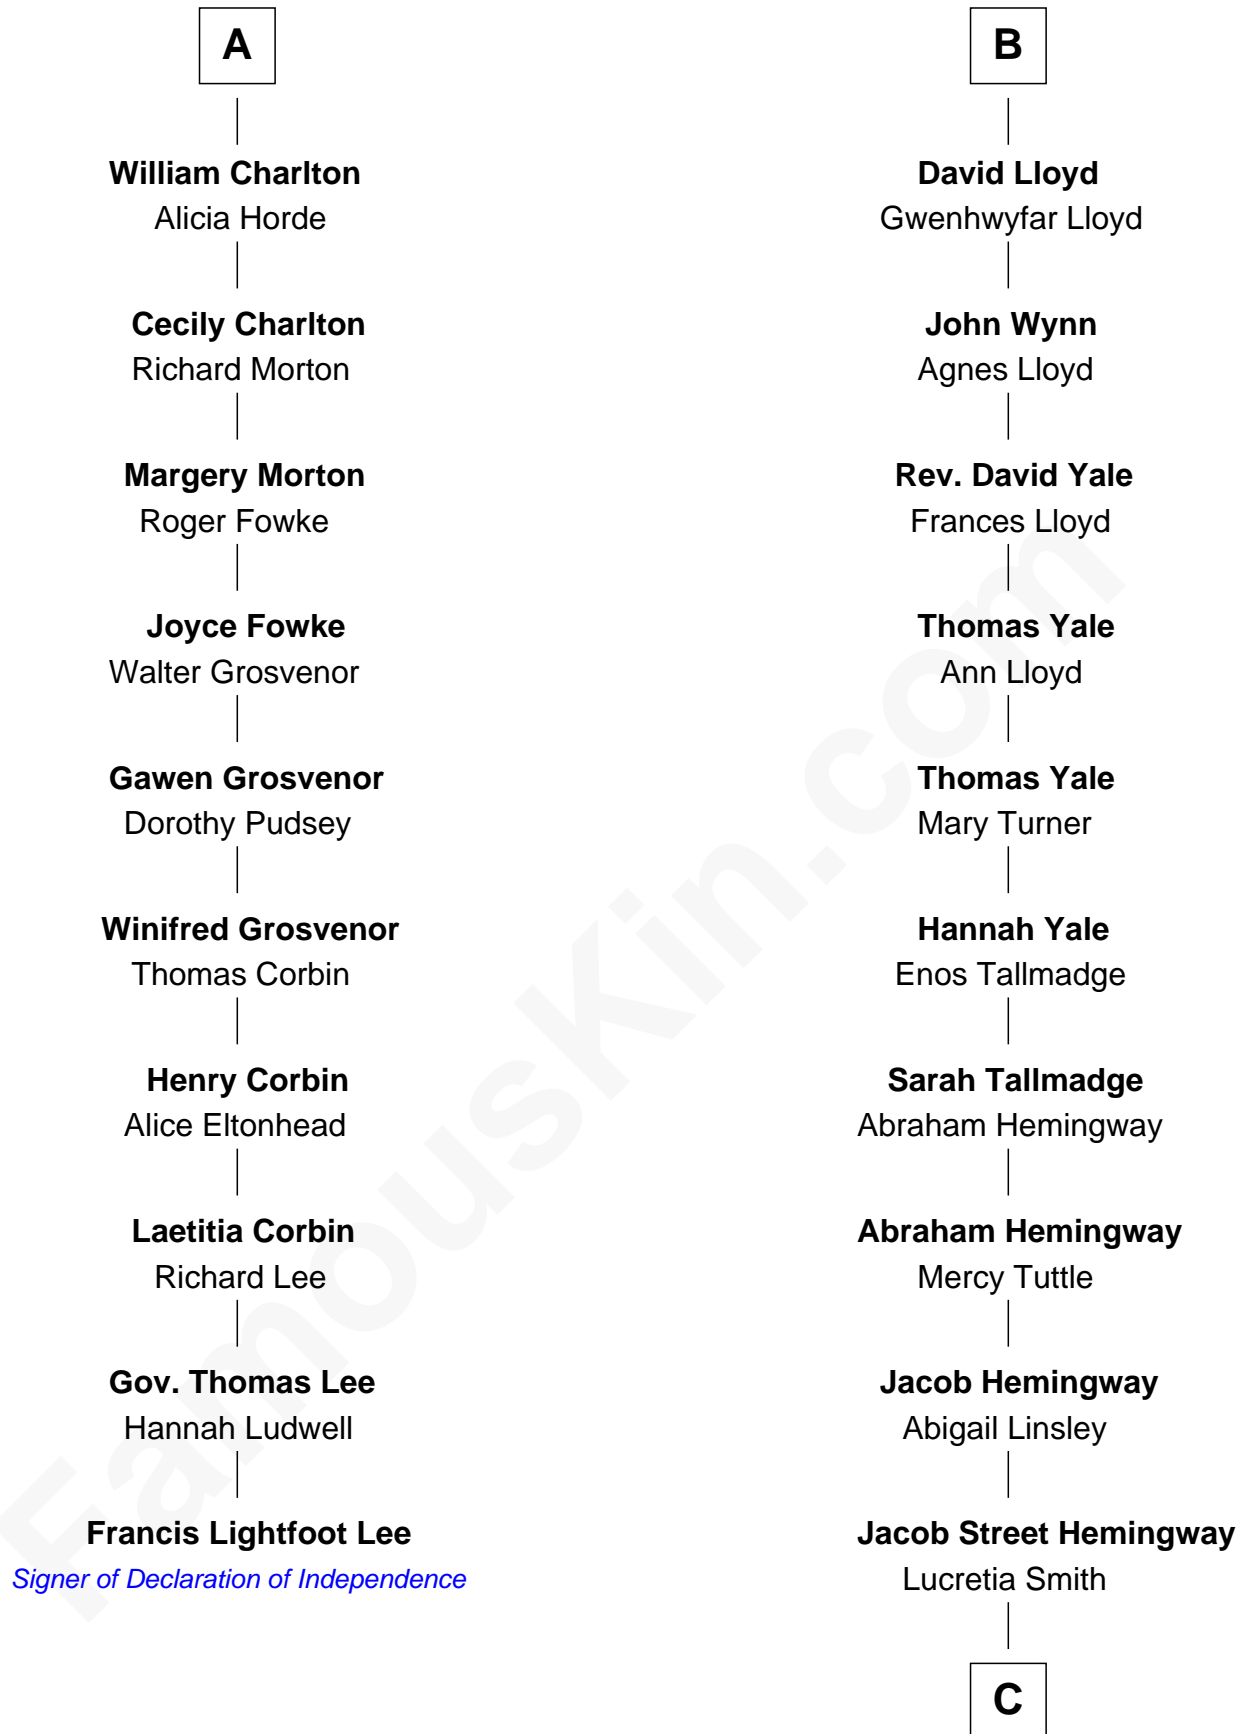 A
William Charlton
Alicia Horde
Cecily Charlton
Richard Morton
Margery Morton
Roger Fowke
Joyce Fowke
Walter Grosvenor
Gawen Grosvenor
Dorothy Pudsey
Winifred Grosvenor
Thomas Corbin
Henry Corbin
Alice Eltonhead
Laetitia Corbin
Richard Lee
Gov. Thomas Lee
Hannah Ludwell
Francis Lightfoot Lee
Signer of Declaration of Independence
B
David Lloyd
Gwenhwyfar Lloyd
John Wynn
Agnes Lloyd
Rev. David Yale
Frances Lloyd
Thomas Yale
Ann Lloyd
Thomas Yale
Mary Turner
Hannah Yale
Enos Tallmadge
Sarah Tallmadge
Abraham Hemingway
Abraham Hemingway
Mercy Tuttle
Jacob Hemingway
Abigail Linsley
Jacob Street Hemingway
Lucretia Smith
C
FamousKin.com